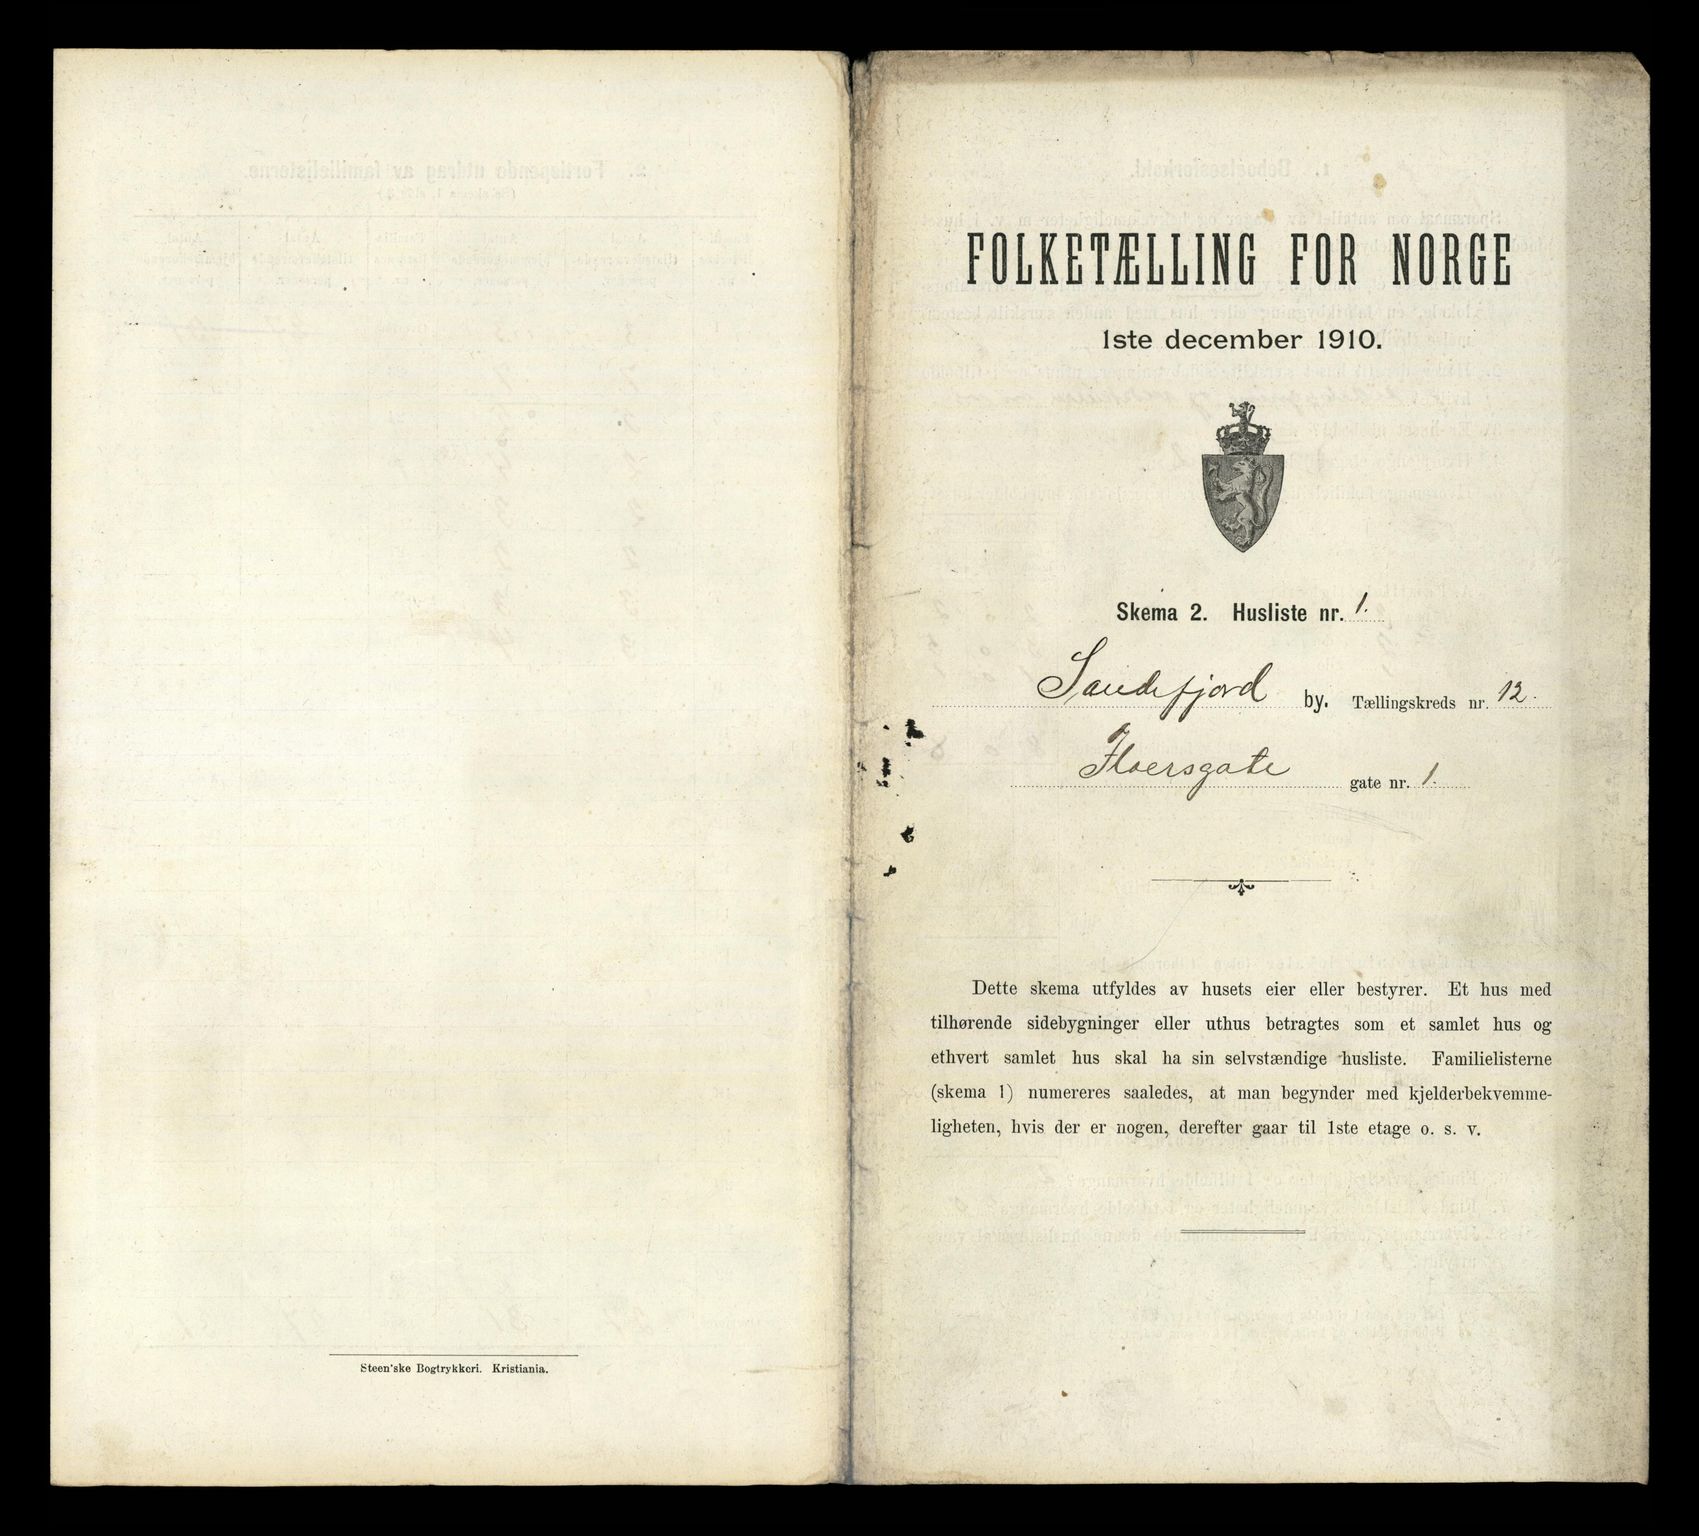 Steen'ske Bogtrykkeri. Kristiania.
FOLKETÆLLING FOR NORGE
1ste december 1910.
Skema 2. Husliste nr. 1.
Sandefjord by. Tællingskreds nr. 12.
gate nr. 1.
Dette skema utfyldes av husets eier eller bestyrer. Et hus med
tilhørende sidebygninger eller uthus betragtes som et samlet hus og
ethvert samlet hus skal ha sin selvstændige husliste. Familielisterne
(skema 1) numereres saaledes, at man begynder med kjelderbekvemme-
ligheten, hvis der er nogen, derefter gaar til 1ste etage o. s. v.